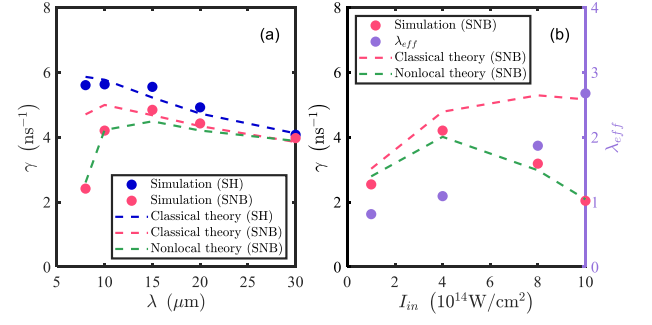 (a)
8
6
4
2
0
γ (ns⁻¹)
Simulation (SH)
Simulation (SNB)
Classical theory (SH)
Classical theory (SNB)
Nonlocal theory (SNB)
5 10 15 20 25 30
λ (μm)
(b)
Simulation (SNB)
λ_eff
Classical theory (SNB)
Nonlocal theory (SNB)
8
6
4
2
0
γ (ns⁻¹)
4
3
2
1
0
λ_eff
0 2 4 6 8 10
I_in (10¹⁴W/cm²)